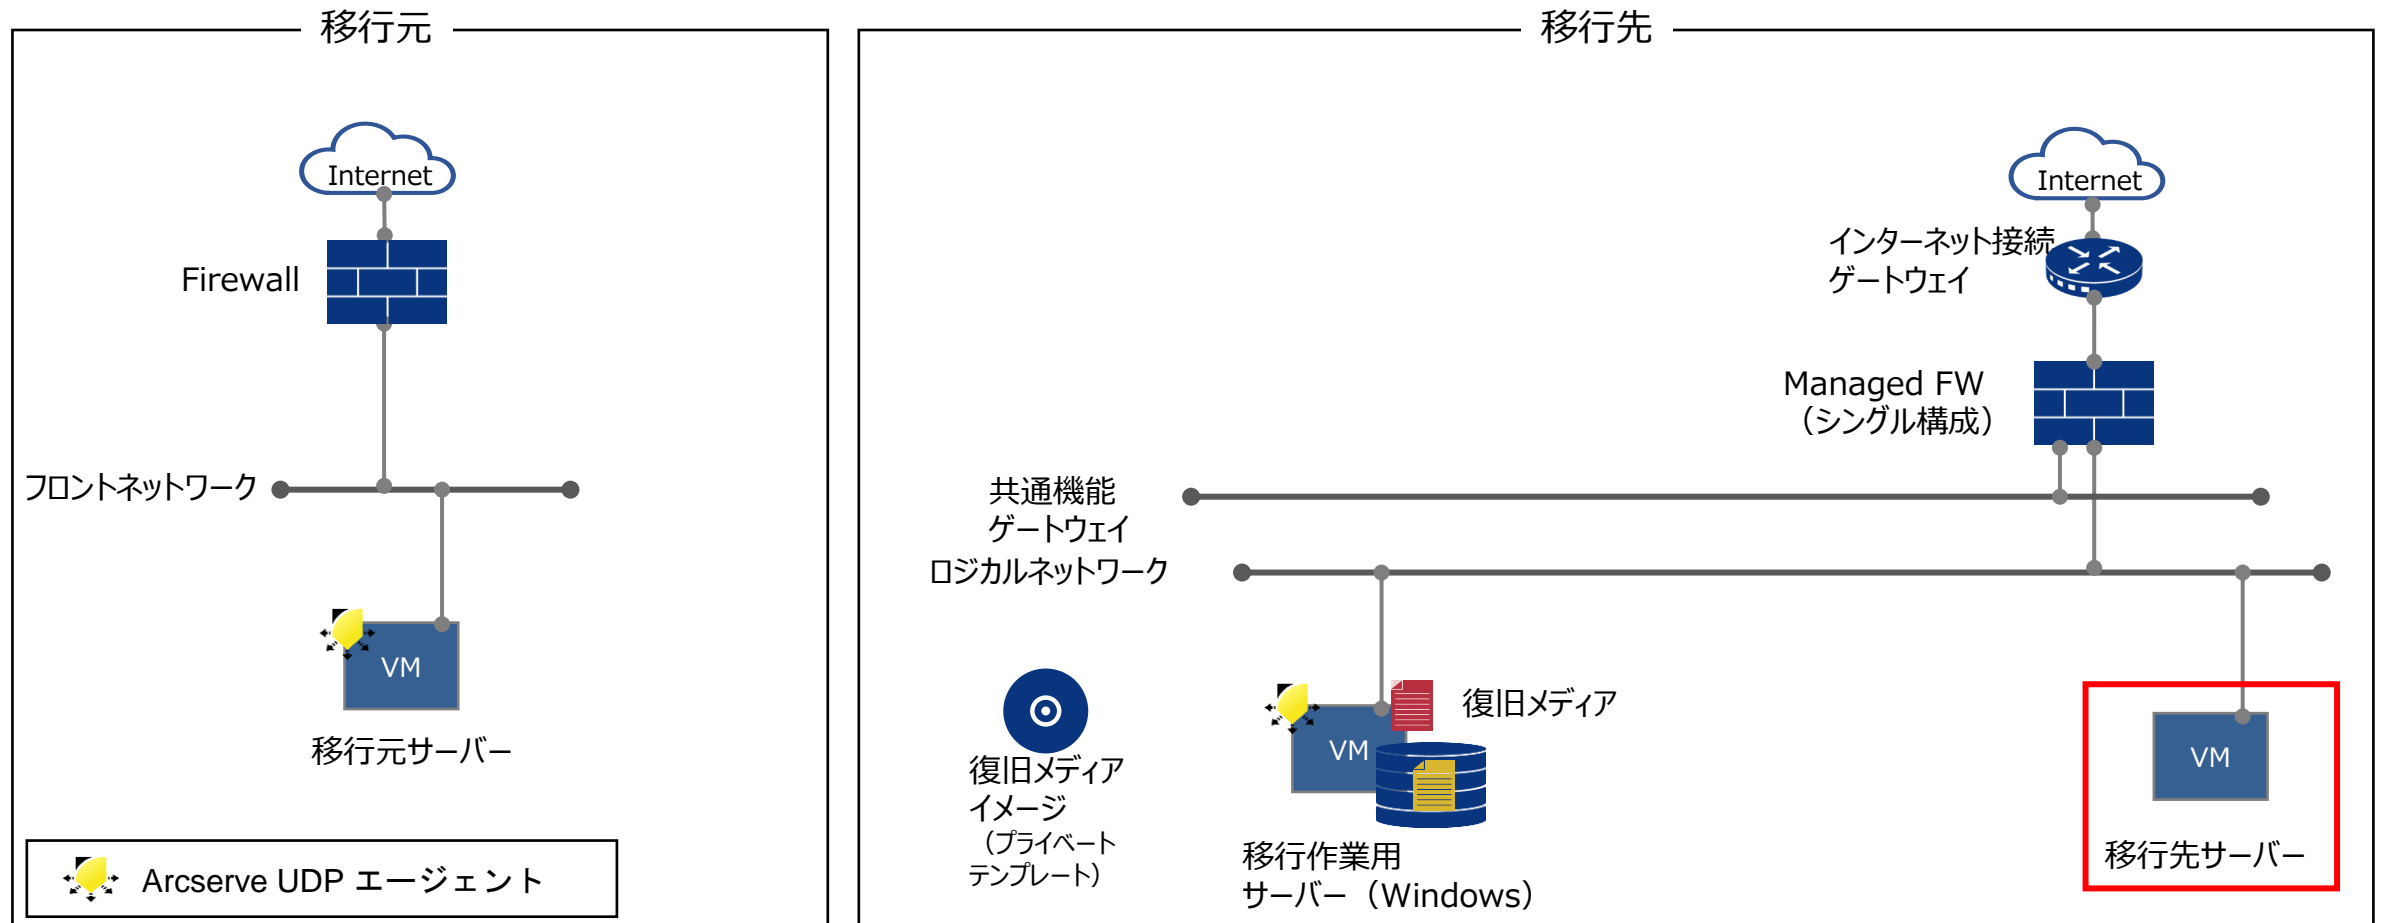 移行元
Internet
Firewall
フロントネットワーク
VM
移行元サーバー
Arcserve UDP エージェント
移行先
Internet
インターネット接続
ゲートウェイ
Managed FW
（シングル構成）
共通機能
ゲートウェイ
ロジカルネットワーク
復旧メディア
イメージ
（プライベート
テンプレート）
VM
復旧メディア
移行作業用
サーバー（Windows）
VM
移行先サーバー